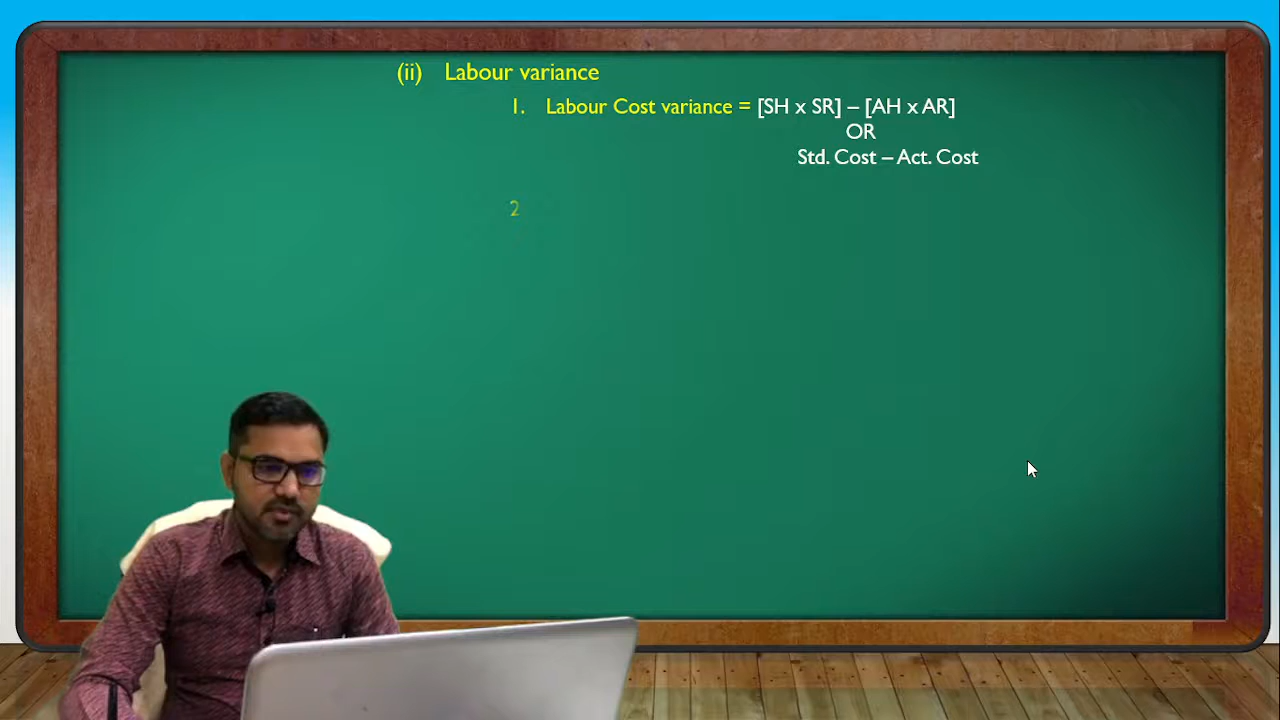 (ii) Labour variance
1. Labour Cost variance = [SH x SR] – [AH x AR]
OR
Std. Cost – Act. Cost
2